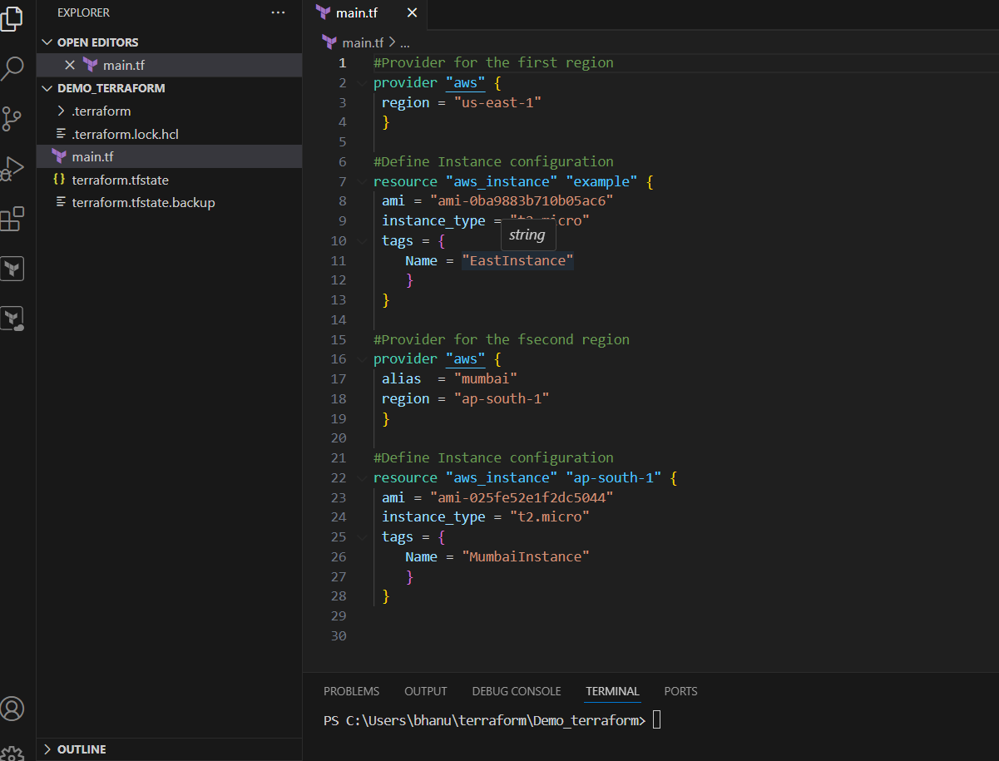 EXPLORER
...
OPEN EDITORS
main.tf
DEMO_TERRAFORM
.terraform
.terraform.lock.hcl
main.tf
{} terraform.tfstate
terraform.tfstate.backup
OUTLINE
main.tf
main.tf > ...
1 #Provider for the first region
2 provider "aws" {
3 region = "us-east-1"
4 }
5
6 #Define Instance configuration
7 resource "aws_instance" "example" {
8 ami = "ami-0ba9883b710b05ac6"
9 instance_type = "t2.micro"
string
10 tags = {
11 Name = "EastInstance"
12 }
13 }
14
15 #Provider for the fsecond region
16 provider "aws" {
17 alias  = "mumbai"
18 region = "ap-south-1"
19 }
20
21 #Define Instance configuration
22 resource "aws_instance" "ap-south-1" {
23 ami = "ami-025fe52e1f2dc5044"
24 instance_type = "t2.micro"
25 tags = {
26 Name = "MumbaiInstance"
27 }
28 }
29
30
PROBLEMS OUTPUT DEBUG CONSOLE TERMINAL PORTS
PS C:\Users\bhanu\terraform\Demo_terraform>